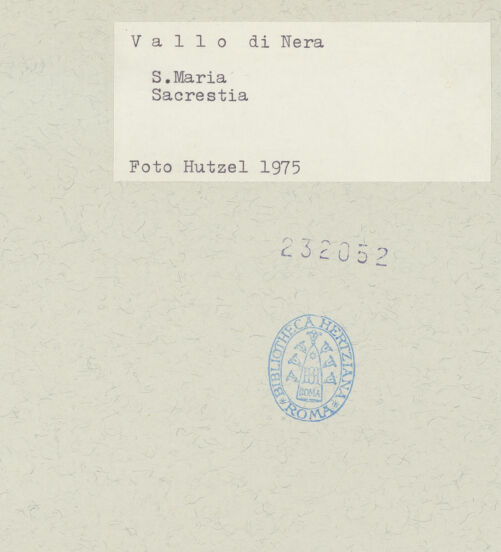 V a l l o di Nera
S.Maria
Sacrestia
Foto Hutzel 1975
232052
BIBLIOTHECA HERTZIANA
ROMA
ROMA